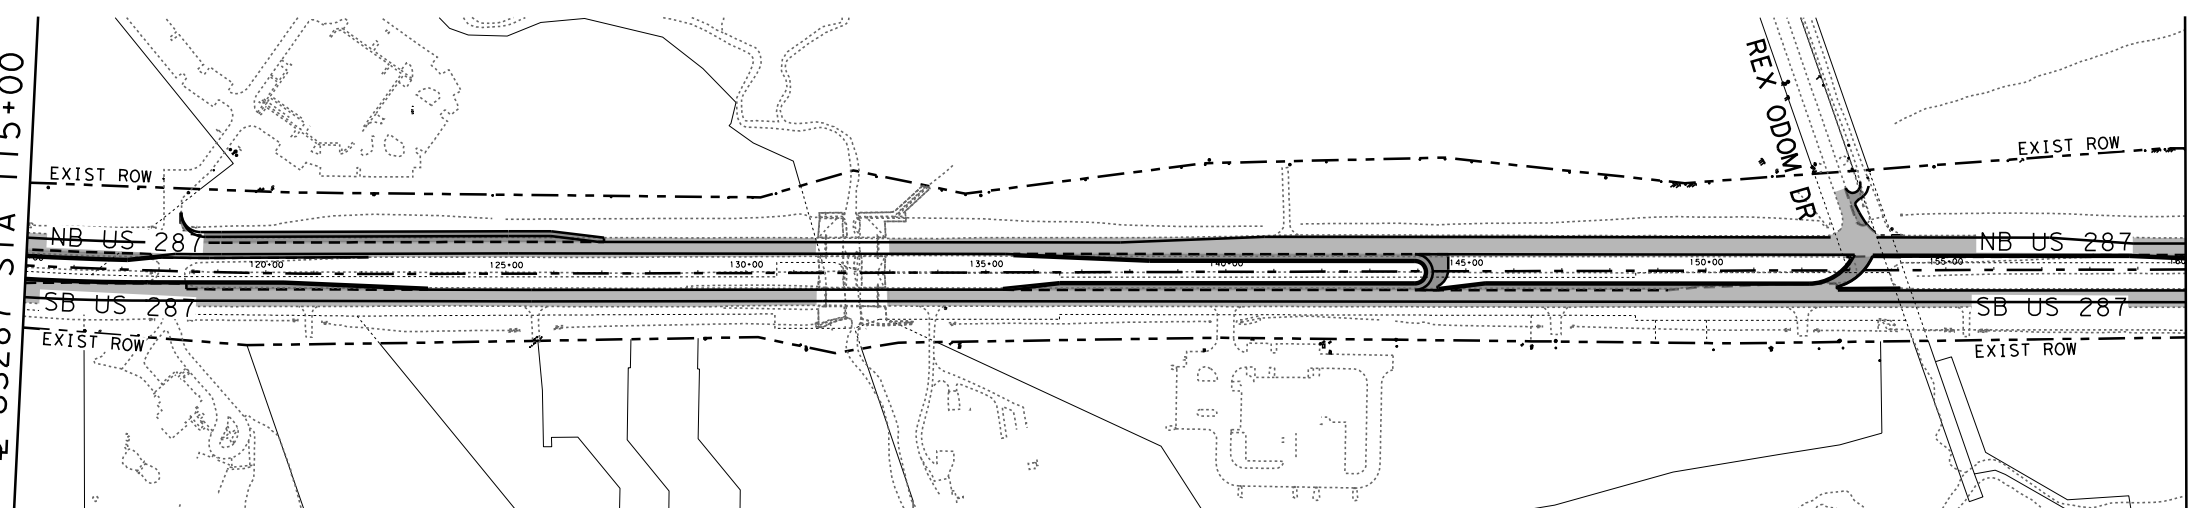 STA 115+00
REX ODOM DR
EXIST ROW
EXIST ROW
NB US 287
NB US 287
120+00
125+00
130+00
135+00
140+00
145+00
150+00
155+00
SB US 287
SB US 287
EXIST ROW
EXIST ROW